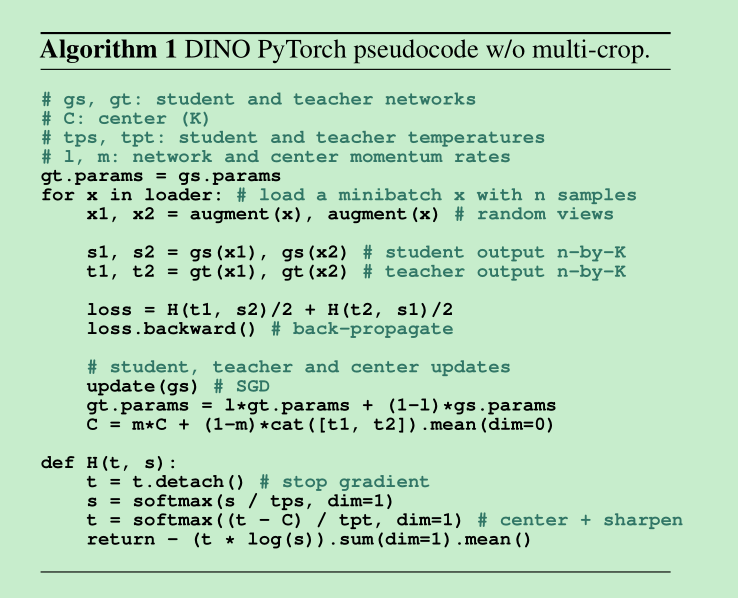 Algorithm 1 DINO PyTorch pseudocode w/o multi-crop.
# gs, gt: student and teacher networks
# C: center (K)
# tps, tpt: student and teacher temperatures
# l, m: network and center momentum rates
gt.params = gs.params
for x in loader: # load a minibatch x with n samples
    x1, x2 = augment(x), augment(x) # random views

    s1, s2 = gs(x1), gs(x2) # student output n-by-K
    t1, t2 = gt(x1), gt(x2) # teacher output n-by-K

    loss = H(t1, s2)/2 + H(t2, s1)/2
    loss.backward() # back-propagate

    # student, teacher and center updates
    update(gs) # SGD
    gt.params = l*gt.params + (1-l)*gs.params
    C = m*C + (1-m)*cat([t1, t2]).mean(dim=0)

def H(t, s):
    t = t.detach() # stop gradient
    s = softmax(s / tps, dim=1)
    t = softmax((t - C) / tpt, dim=1) # center + sharpen
    return - (t * log(s)).sum(dim=1).mean()